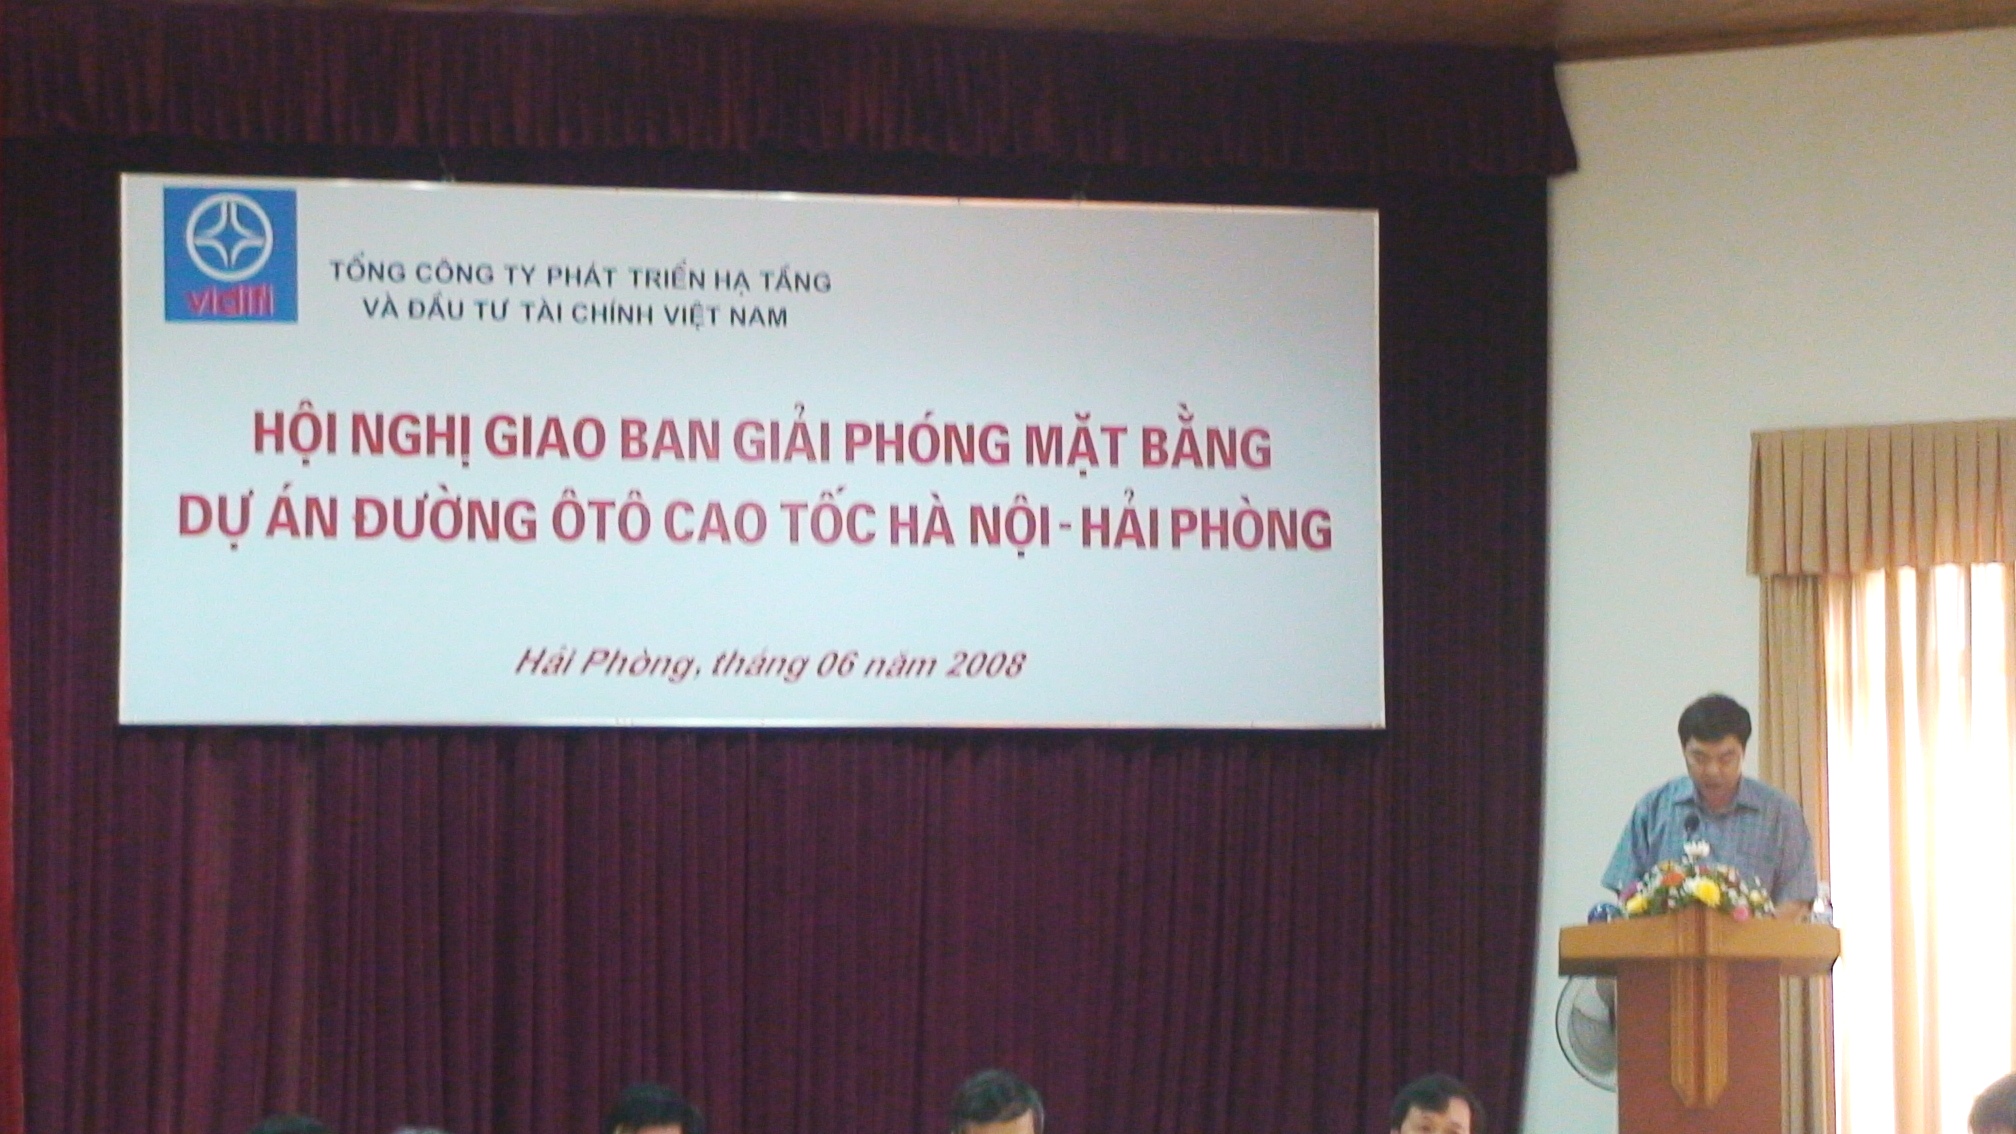 vidifi
TỔNG CÔNG TY PHÁT TRIỂN HẠ TẦNG
VÀ ĐẦU TƯ TÀI CHÍNH VIỆT NAM
HỘI NGHỊ GIAO BAN GIẢI PHÓNG MẶT BẰNG
DỰ ÁN ĐƯỜNG ÔTÔ CAO TỐC HÀ NỘI - HẢI PHÒNG
Hải Phòng, tháng 06 năm 2008